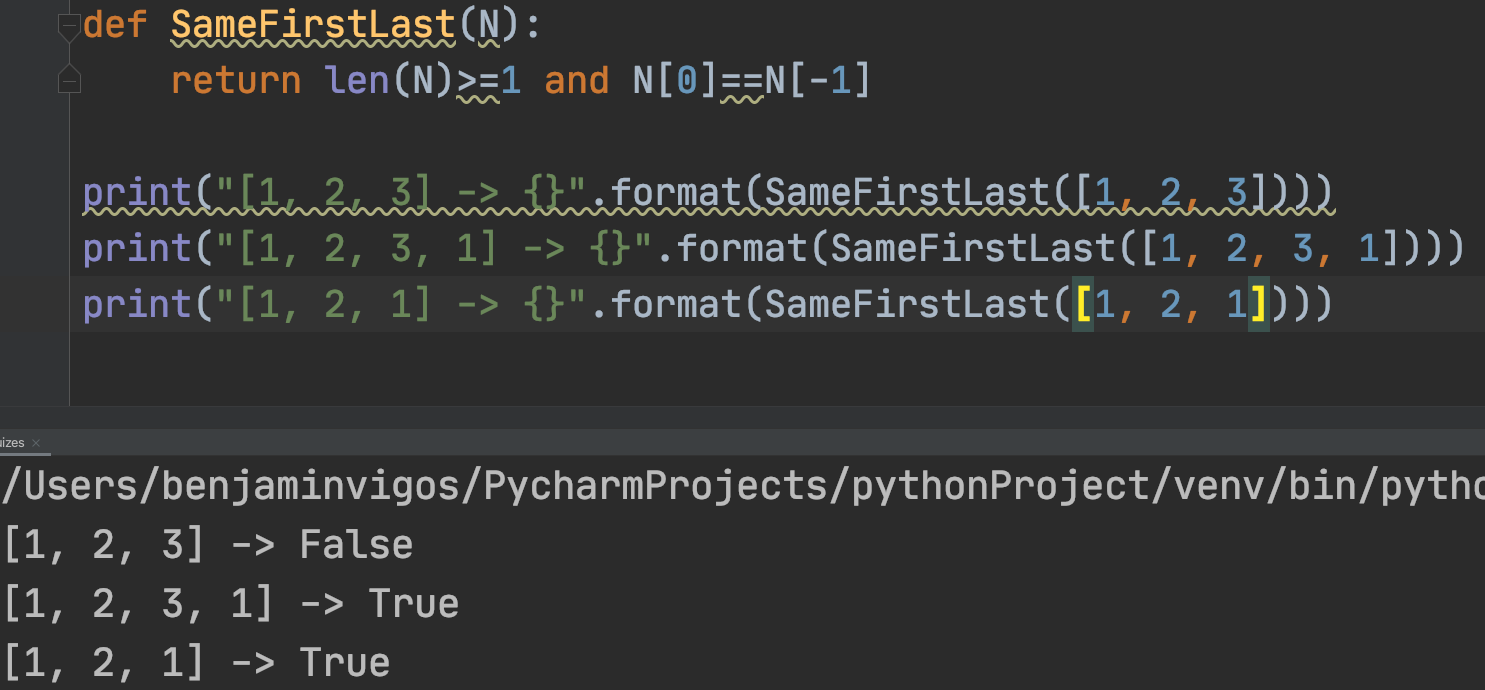 def SameFirstLast(N):
    return len(N)>=1 and N[0]==N[-1]
print("[1, 2, 3] -> {}".format(SameFirstLast([1, 2, 3])))
print("[1, 2, 3, 1] -> {}".format(SameFirstLast([1, 2, 3, 1])))
print("[1, 2, 1] -> {}".format(SameFirstLast([1, 2, 1])))
/Users/benjaminvigos/PycharmProjects/pythonProject/venv/bin/pytho
[1, 2, 3] -> False
[1, 2, 3, 1] -> True
[1, 2, 1] -> True